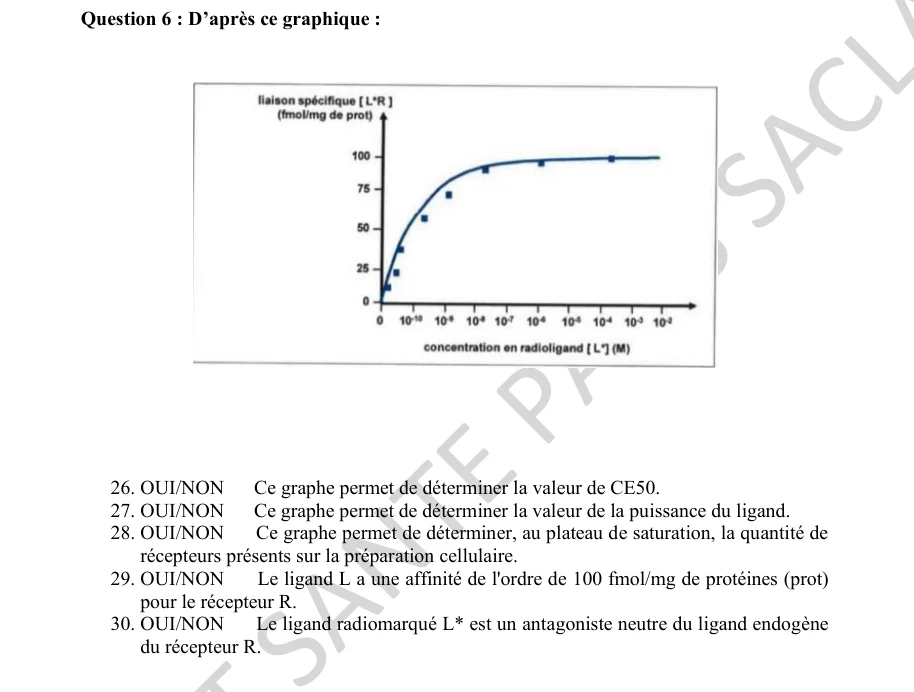 Question 6 : D’après ce graphique :
liaison spécifique [ L*R ]
(fmol/mg de prot)
100
75
50
25
0
0 10⁻¹⁰ 10⁻⁹ 10⁻⁸ 10⁻⁷ 10⁻⁶ 10⁻⁵ 10⁻⁴ 10⁻³ 10⁻²
concentration en radioligand [ L*] (M)
26. OUI/NON Ce graphe permet de déterminer la valeur de CE50.
27. OUI/NON Ce graphe permet de déterminer la valeur de la puissance du ligand.
28. OUI/NON Ce graphe permet de déterminer, au plateau de saturation, la quantité de
récepteurs présents sur la préparation cellulaire.
29. OUI/NON Le ligand L a une affinité de l'ordre de 100 fmol/mg de protéines (prot)
pour le récepteur R.
30. OUI/NON Le ligand radiomarqué L* est un antagoniste neutre du ligand endogène
du récepteur R.